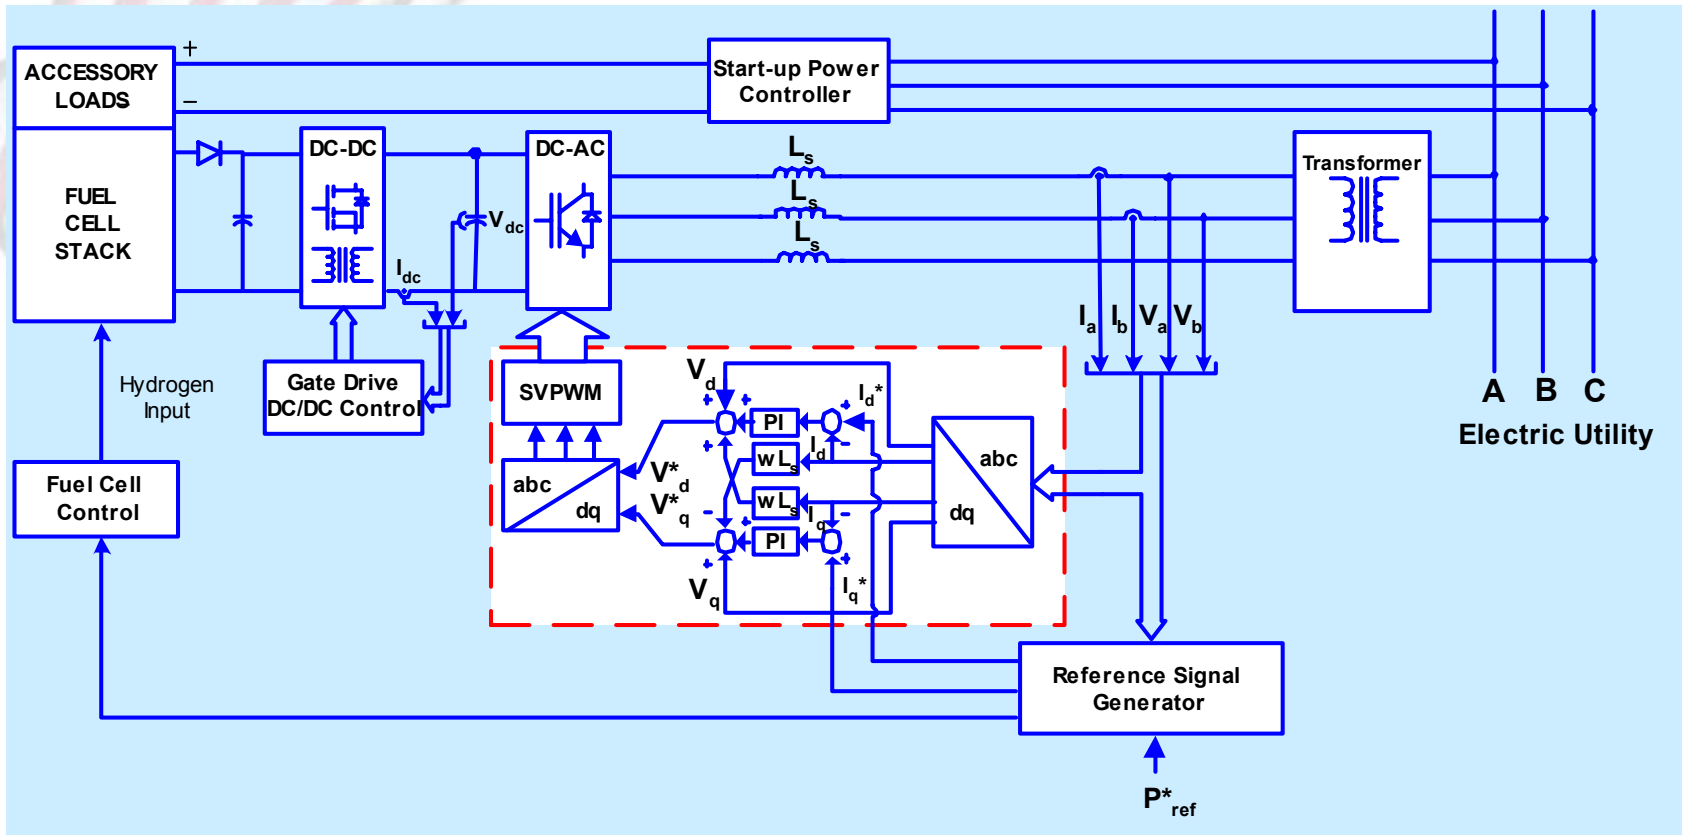 +
ACCESSORY
LOADS
−
Start-up Power
Controller
FUEL
CELL
STACK
DC-DC
DC-AC
Vdc
Idc
Ls
Ls
Ls
Transformer
Ia Ib Va Vb
A B C
Electric Utility
Gate Drive
DC/DC Control
Hydrogen
Input
Fuel Cell
Control
SVPWM
abc
dq
V*d
V*q
Vd
+ +
PI
+
Id*
Id
-
+
w Ls
w Ls
-
+
Iq
-
PI
+
+
Vq
Iq*
abc
dq
Reference Signal
Generator
P*ref